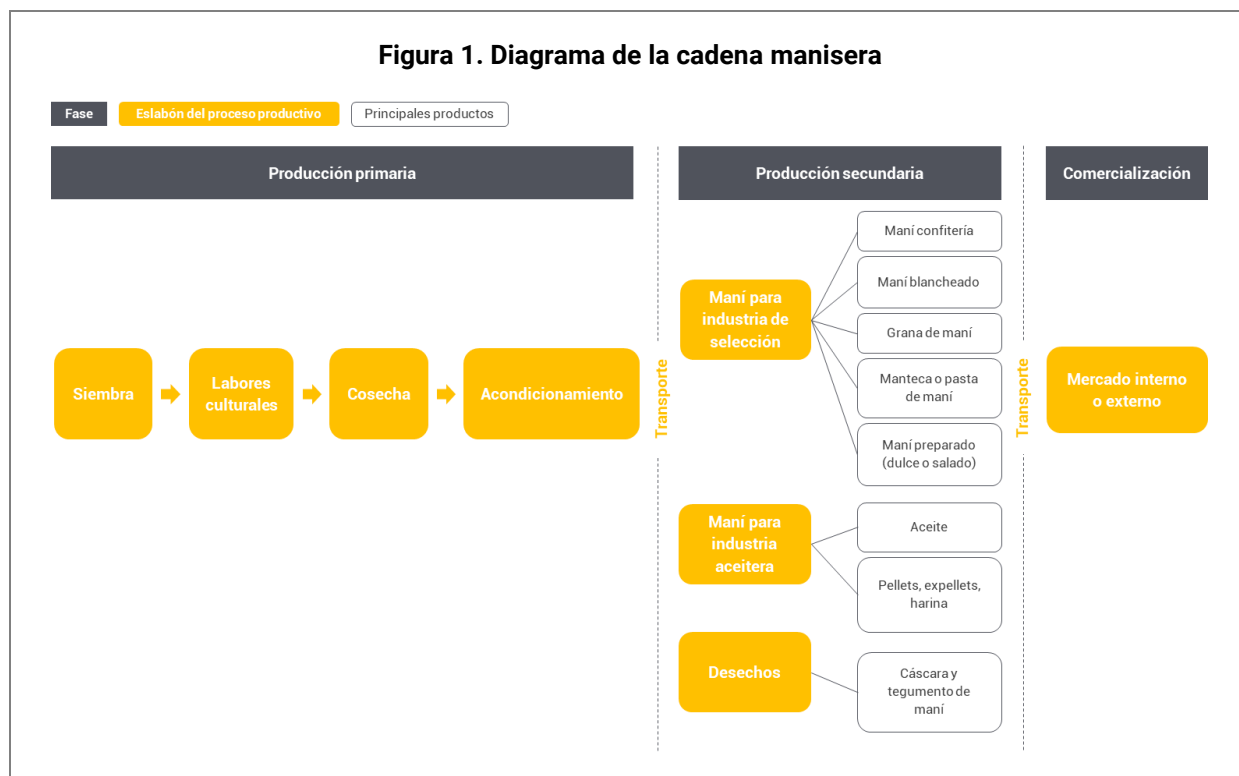 Figura 1. Diagrama de la cadena manisera
Fase
Eslabón del proceso productivo
Principales productos
Producción primaria
Producción secundaria
Comercialización
Siembra
Labores
culturales
Cosecha
Acondicionamiento
Transporte
Maní para
industria de
selección
Maní confitería
Maní blancheado
Grana de maní
Manteca o pasta
de maní
Maní preparado
(dulce o salado)
Maní para
industria
aceitera
Aceite
Pellets, expellets,
harina
Desechos
Cáscara y
tegumento de
maní
Transporte
Mercado interno
o externo